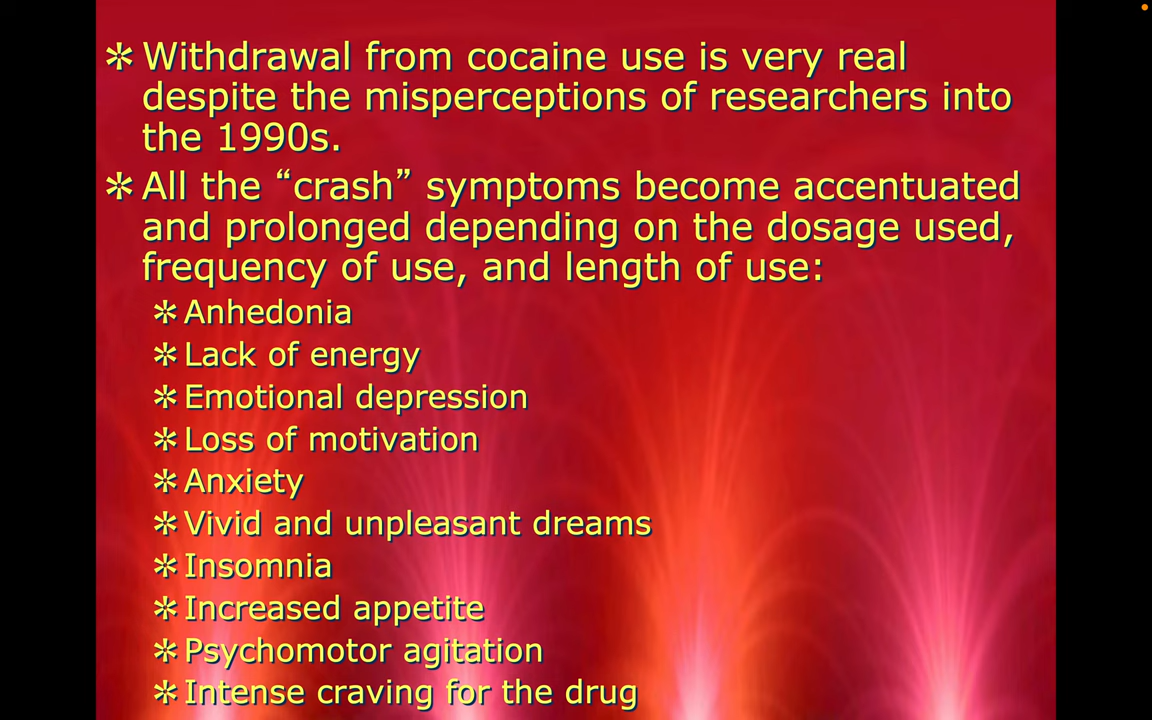 ✲ Withdrawal from cocaine use is very real
despite the misperceptions of researchers into
the 1990s.
✲ All the “crash” symptoms become accentuated
and prolonged depending on the dosage used,
frequency of use, and length of use:
✲ Anhedonia
✲ Lack of energy
✲ Emotional depression
✲ Loss of motivation
✲ Anxiety
✲ Vivid and unpleasant dreams
✲ Insomnia
✲ Increased appetite
✲ Psychomotor agitation
✲ Intense craving for the drug